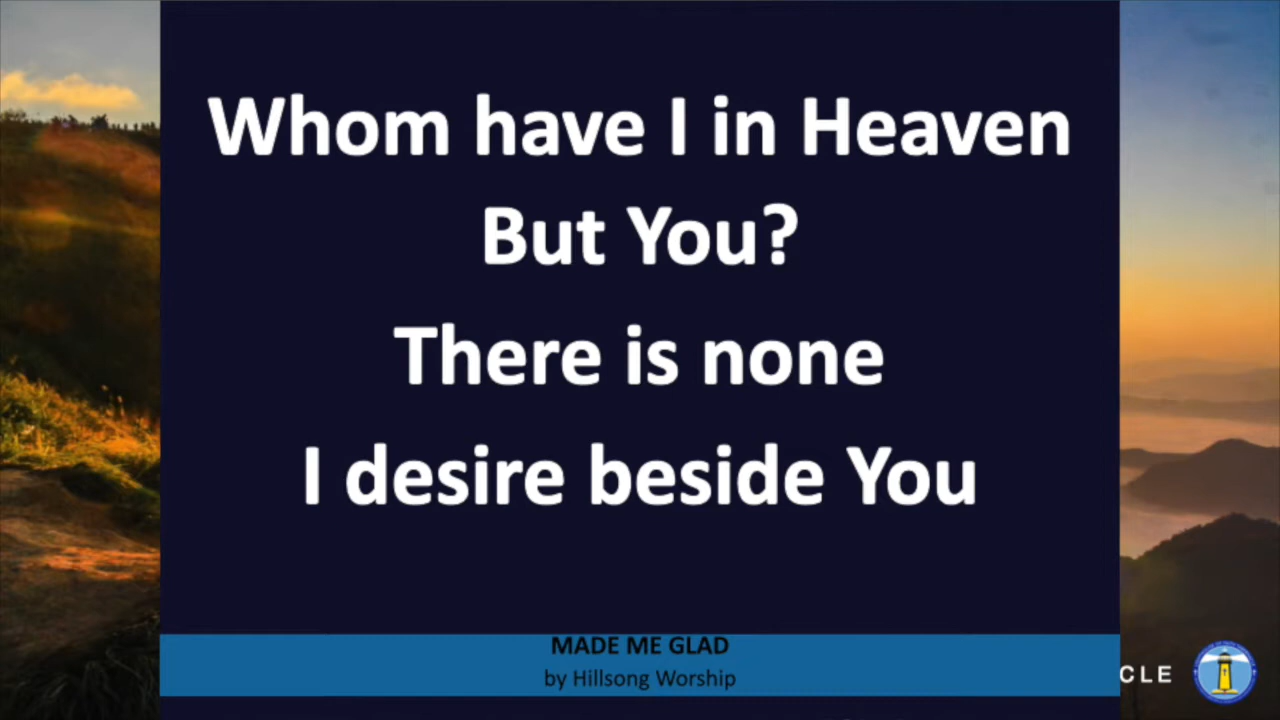 Whom have I in Heaven
But You?
There is none
I desire beside You
MADE ME GLAD
by Hillsong Worship
CLE